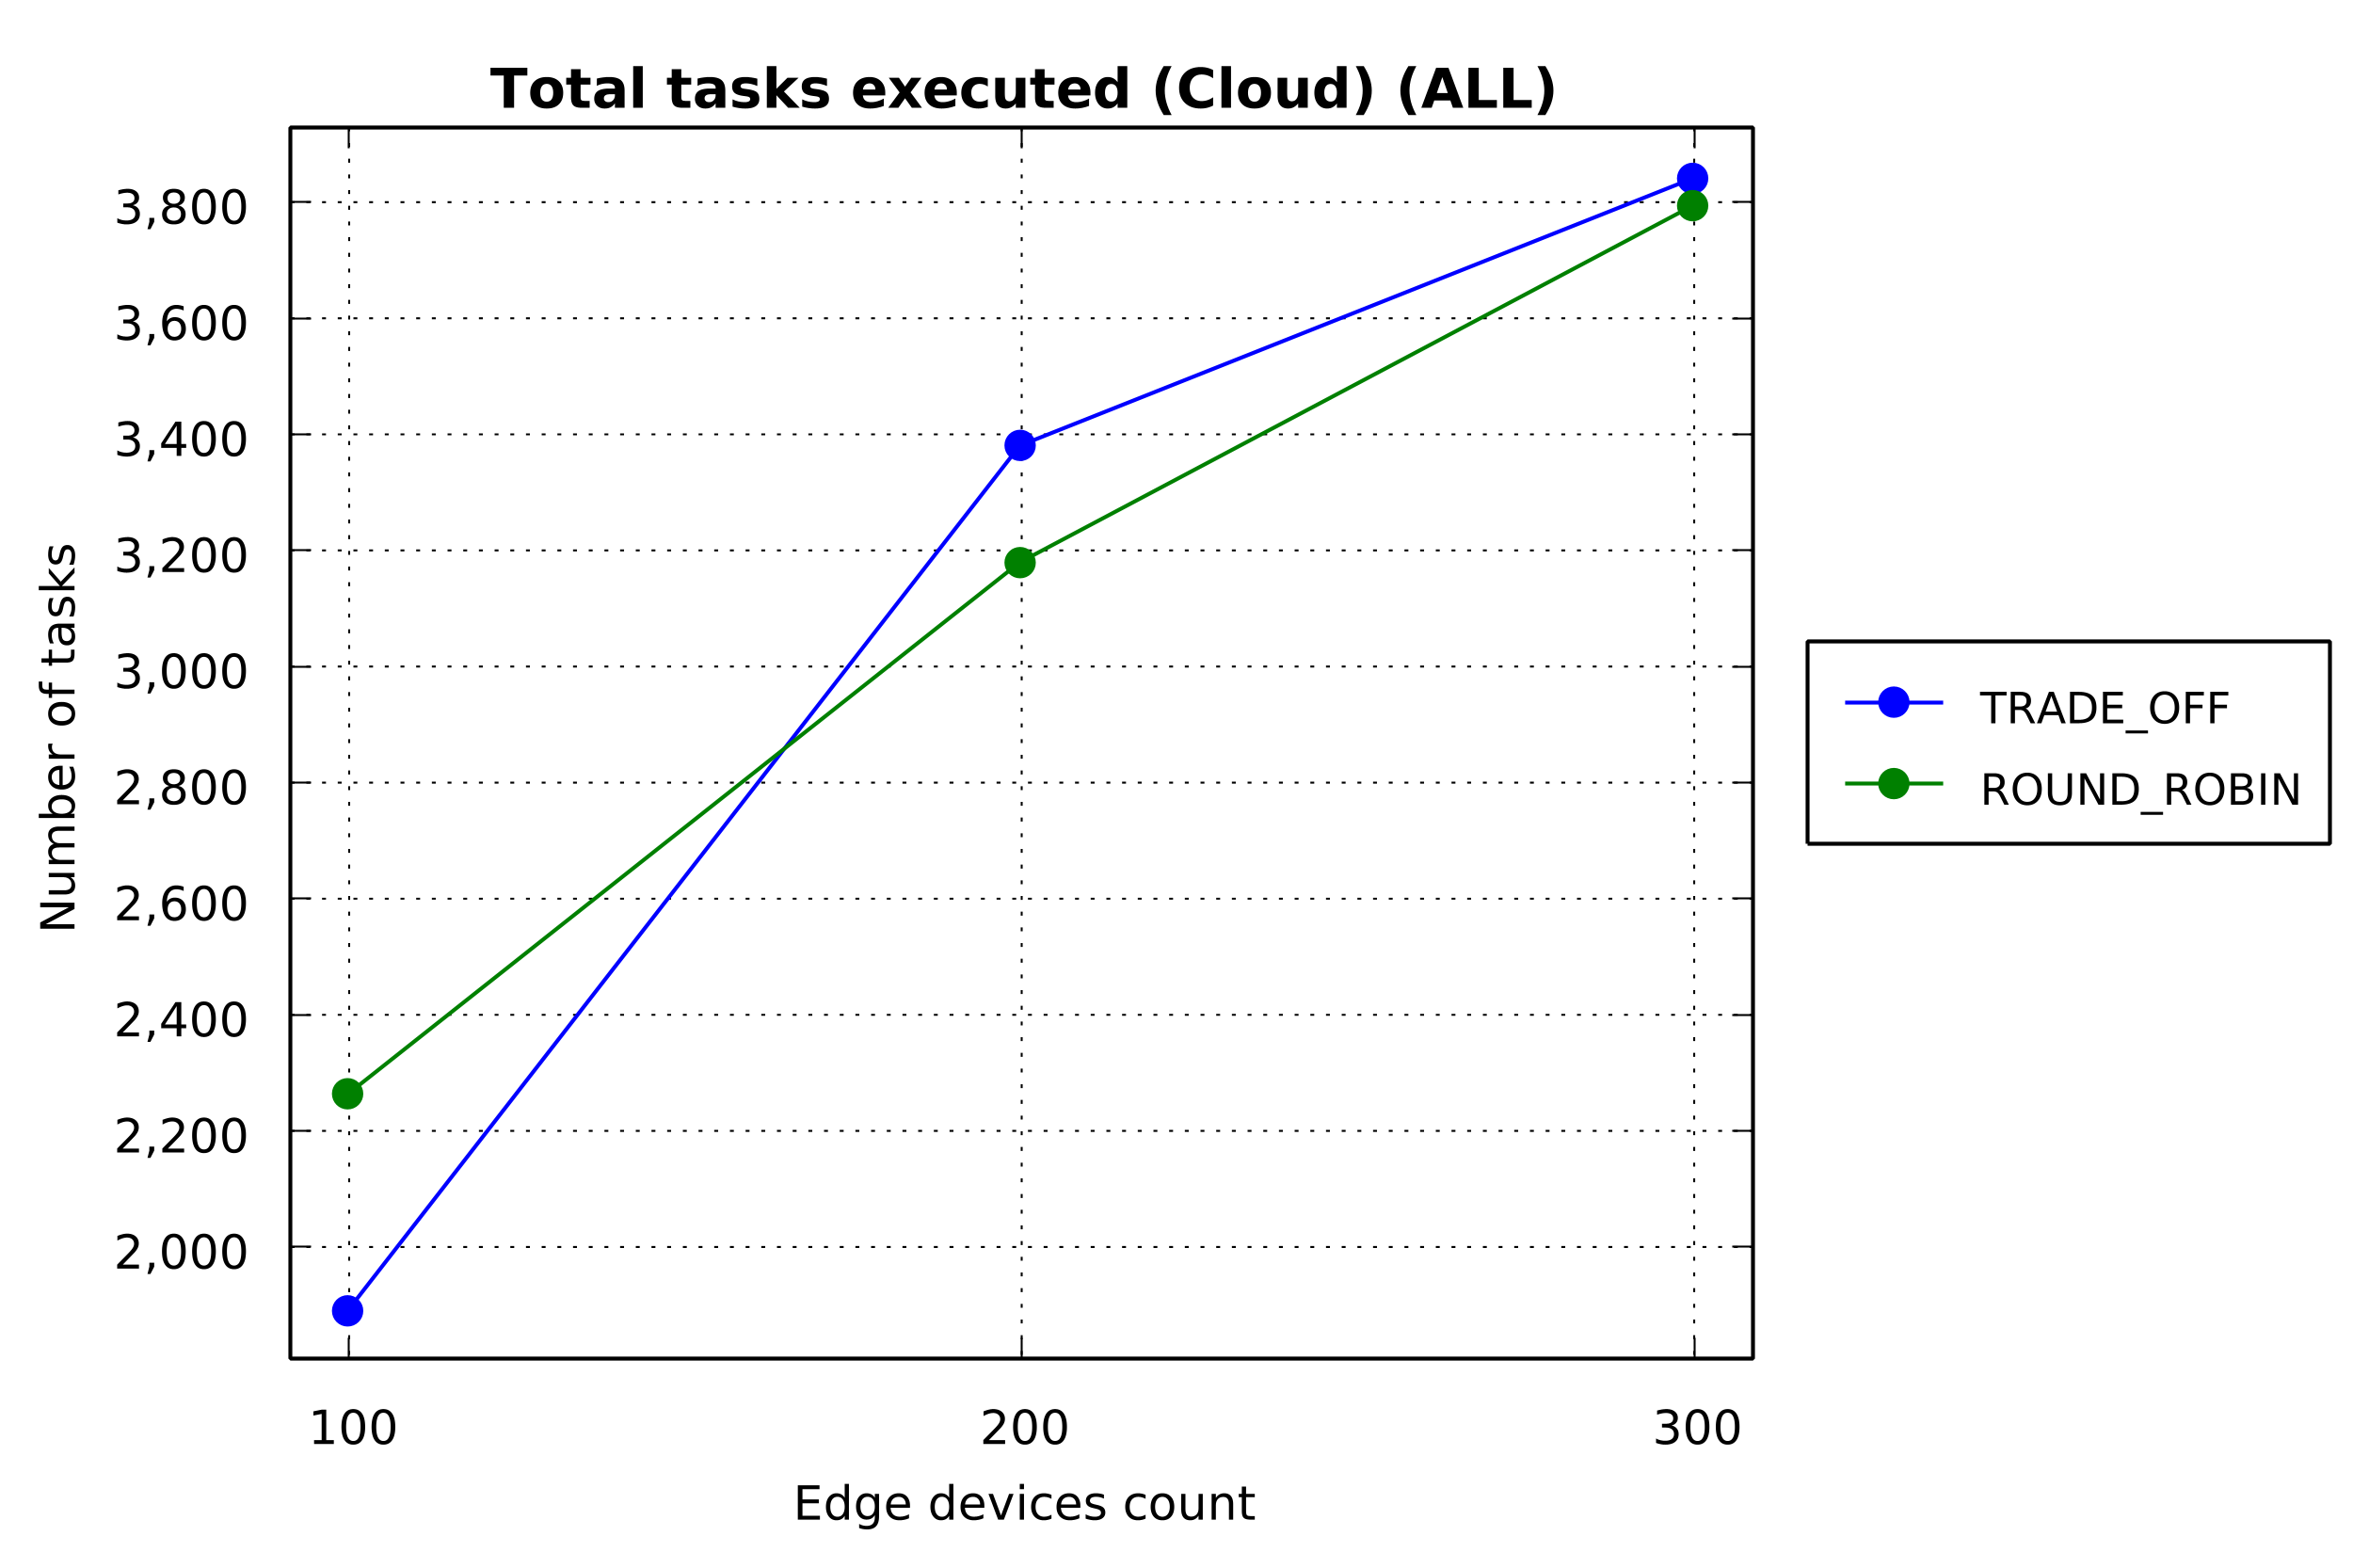 Total tasks executed (Cloud) (ALL)
3,800
3,600
3,400
3,200
3,000
2,800
2,600
2,400
2,200
2,000
Number of tasks
100 200 300
Edge devices count
TRADE_OFF
ROUND_ROBIN